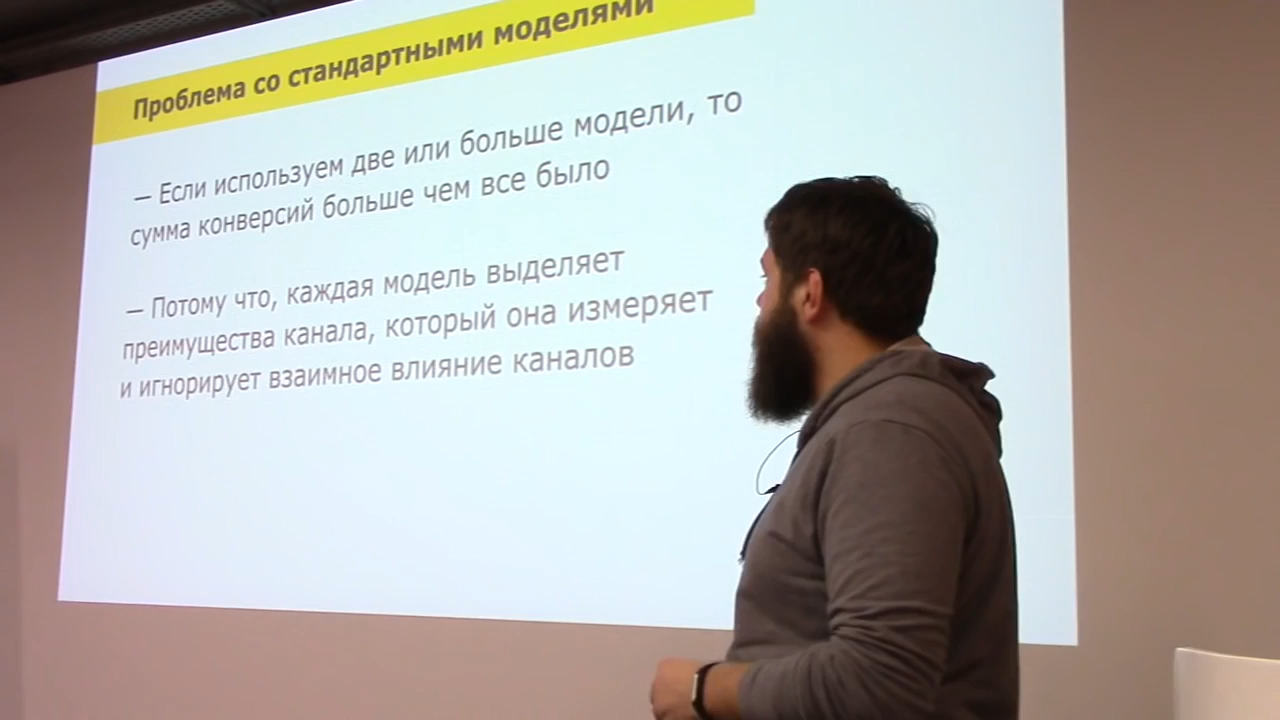 Проблема со стандартными моделями
— Если используем две или больше модели, то
сумма конверсий больше чем все было
— Потому что, каждая модель выделяет
преимущества канала, который она измеряет
и игнорирует взаимное влияние каналов